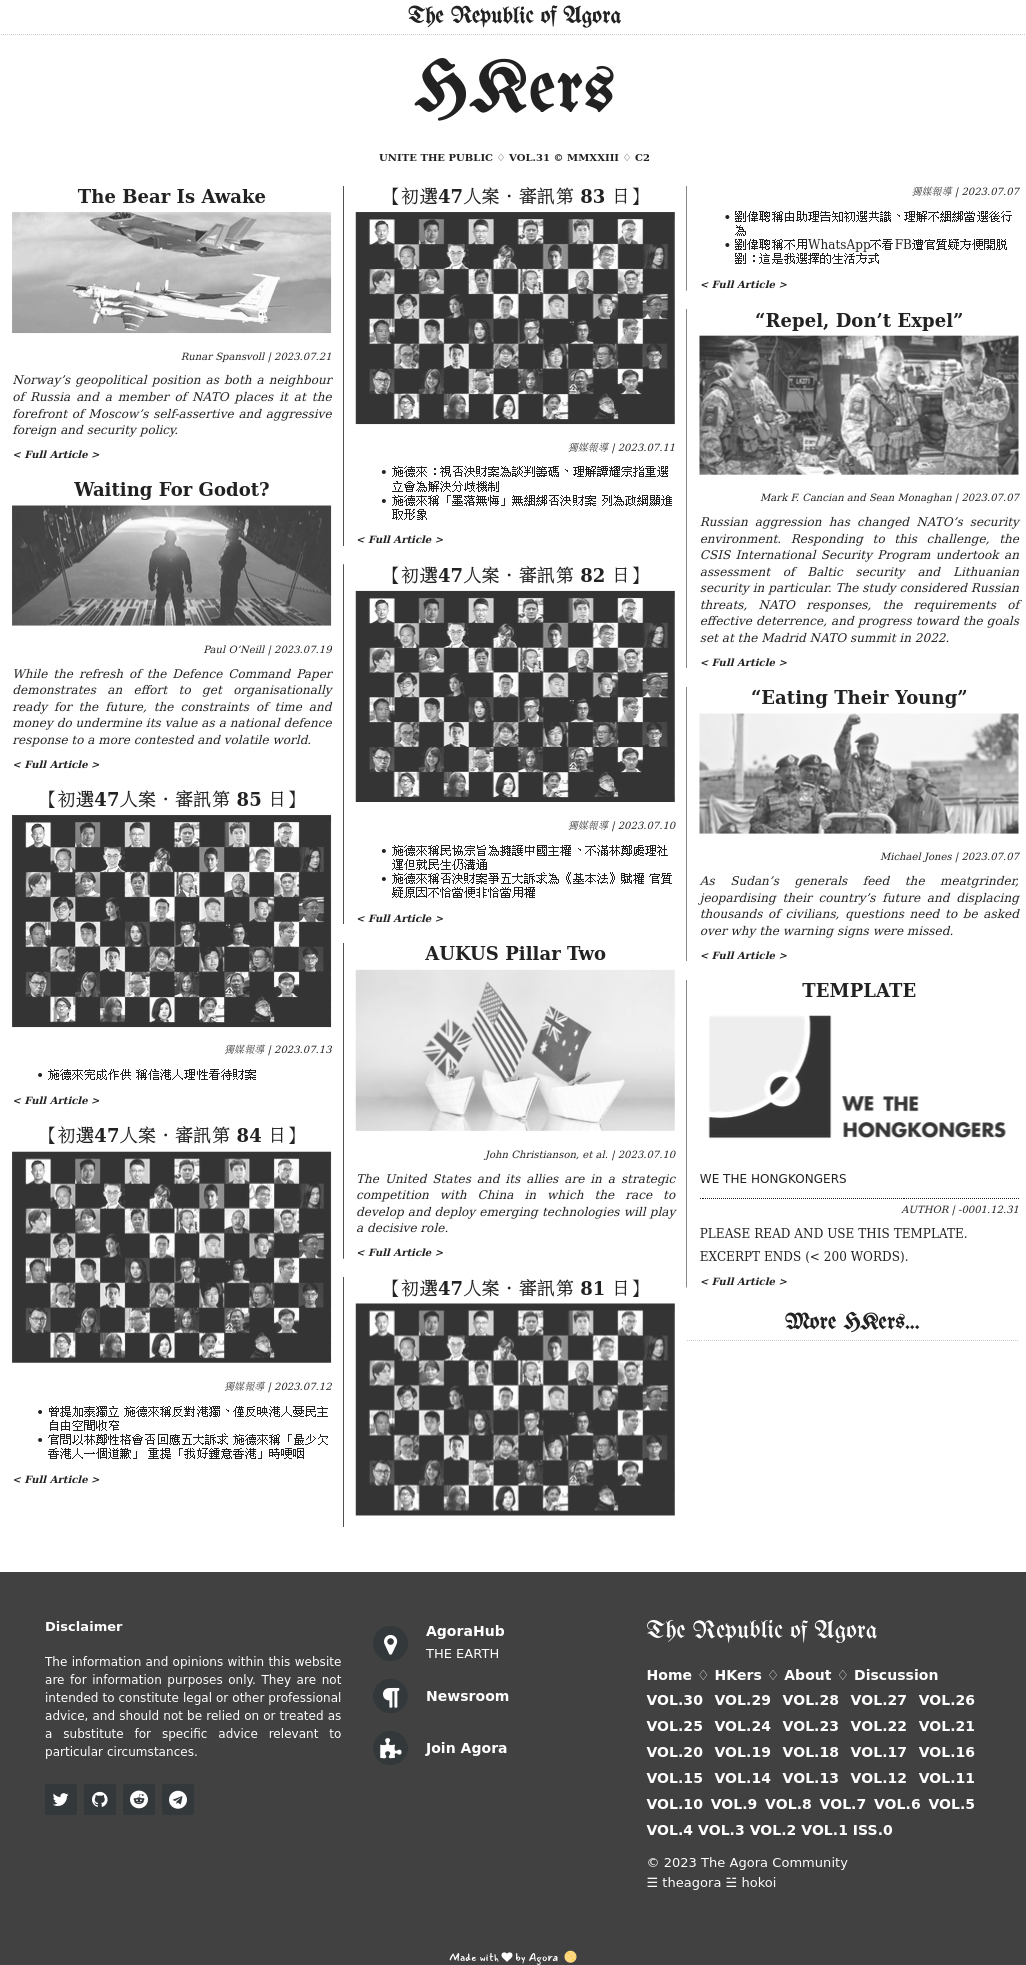 The Republic of Agora
HKers
UNITE THE PUBLIC ♢ VOL.31 © MMXXIII ♢ C2
The Bear Is Awake
Runar Spansvoll | 2023.07.21
Norway’s geopolitical position as both a neighbour
of Russia and a member of NATO places it at the
forefront of Moscow’s self-assertive and aggressive
foreign and security policy.
< Full Article >
Waiting For Godot?
Paul O’Neill | 2023.07.19
While the refresh of the Defence Command Paper
demonstrates an effort to get organisationally
ready for the future, the constraints of time and
money do undermine its value as a national defence
response to a more contested and volatile world.
< Full Article >
【初選47人案‧審訊第 85 日】
獨媒報導 | 2023.07.13
• 施德來完成作供 稱信港人理性看待財案
< Full Article >
【初選47人案‧審訊第 84 日】
獨媒報導 | 2023.07.12
• 曾提加泰獨立 施德來稱反對港獨、僅反映港人憂民主
自由空間收窄
• 官問以林鄭性格會否回應五大訴求 施德來稱「最少欠
香港人一個道歉」 重提「我好鍾意香港」時哽咽
< Full Article >
【初選47人案‧審訊第 83 日】
獨媒報導 | 2023.07.11
• 施德來：視否決財案為談判籌碼、理解譚耀宗指重選
立會為解決分歧機制
• 施德來稱「墨落無悔」無綑綁否決財案 列為政綱顯進
取形象
< Full Article >
【初選47人案‧審訊第 82 日】
獨媒報導 | 2023.07.10
• 施德來稱民協宗旨為擁護中國主權、不滿林鄭處理社
運但就民生仍溝通
• 施德來稱否決財案爭五大訴求為《基本法》賦權 官質
疑原因不恰當便非恰當用權
< Full Article >
AUKUS Pillar Two
John Christianson, et al. | 2023.07.10
The United States and its allies are in a strategic
competition with China in which the race to
develop and deploy emerging technologies will play
a decisive role.
< Full Article >
【初選47人案‧審訊第 81 日】
獨媒報導 | 2023.07.07
• 劉偉聰稱由助理告知初選共識、理解不綑綁當選後行
為
• 劉偉聰稱不用WhatsApp不看FB遭官質疑方便開脫
劉：這是我選擇的生活方式
< Full Article >
“Repel, Don’t Expel”
Mark F. Cancian and Sean Monaghan | 2023.07.07
Russian aggression has changed NATO’s security
environment. Responding to this challenge, the
CSIS International Security Program undertook an
assessment of Baltic security and Lithuanian
security in particular. The study considered Russian
threats, NATO responses, the requirements of
effective deterrence, and progress toward the goals
set at the Madrid NATO summit in 2022.
< Full Article >
“Eating Their Young”
Michael Jones | 2023.07.07
As Sudan’s generals feed the meatgrinder,
jeopardising their country’s future and displacing
thousands of civilians, questions need to be asked
over why the warning signs were missed.
< Full Article >
TEMPLATE
WE THE
HONGKONGERS
WE THE HONGKONGERS
AUTHOR | -0001.12.31
PLEASE READ AND USE THIS TEMPLATE.
EXCERPT ENDS (< 200 WORDS).
< Full Article >
More HKers...
Disclaimer
The information and opinions within this website
are for information purposes only. They are not
intended to constitute legal or other professional
advice, and should not be relied on or treated as
a substitute for specific advice relevant to
particular circumstances.
AgoraHub
THE EARTH
Newsroom
Join Agora
The Republic of Agora
Home ♢ HKers ♢ About ♢ Discussion
VOL.30 VOL.29 VOL.28 VOL.27 VOL.26
VOL.25 VOL.24 VOL.23 VOL.22 VOL.21
VOL.20 VOL.19 VOL.18 VOL.17 VOL.16
VOL.15 VOL.14 VOL.13 VOL.12 VOL.11
VOL.10 VOL.9 VOL.8 VOL.7 VOL.6 VOL.5
VOL.4 VOL.3 VOL.2 VOL.1 ISS.0
© 2023 The Agora Community
☰ theagora ☱ hokoi
Made with ❤ by Agora